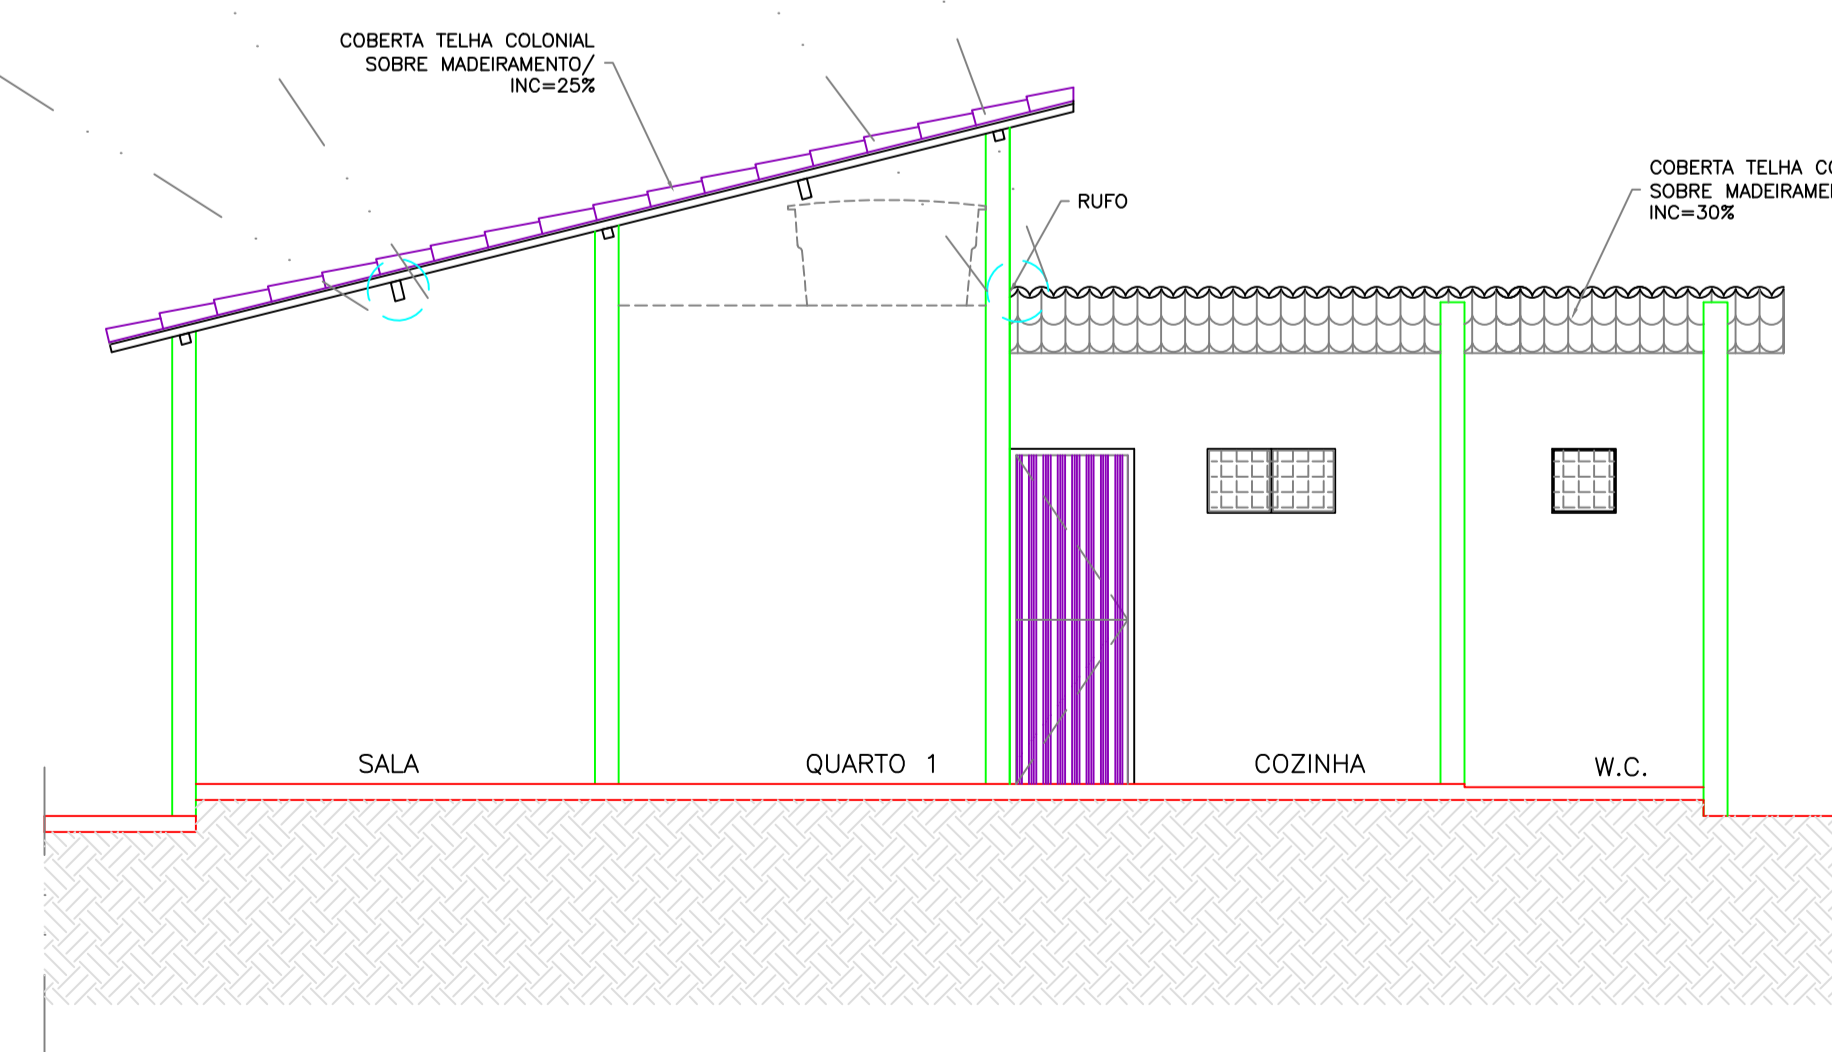 COBERTA TELHA COLONIAL
SOBRE MADEIRAMENTO/
INC=25%
COBERTA TELHA
SOBRE
INC=30%
RUFO
SALA
QUARTO 1
COZINHA
W.C.